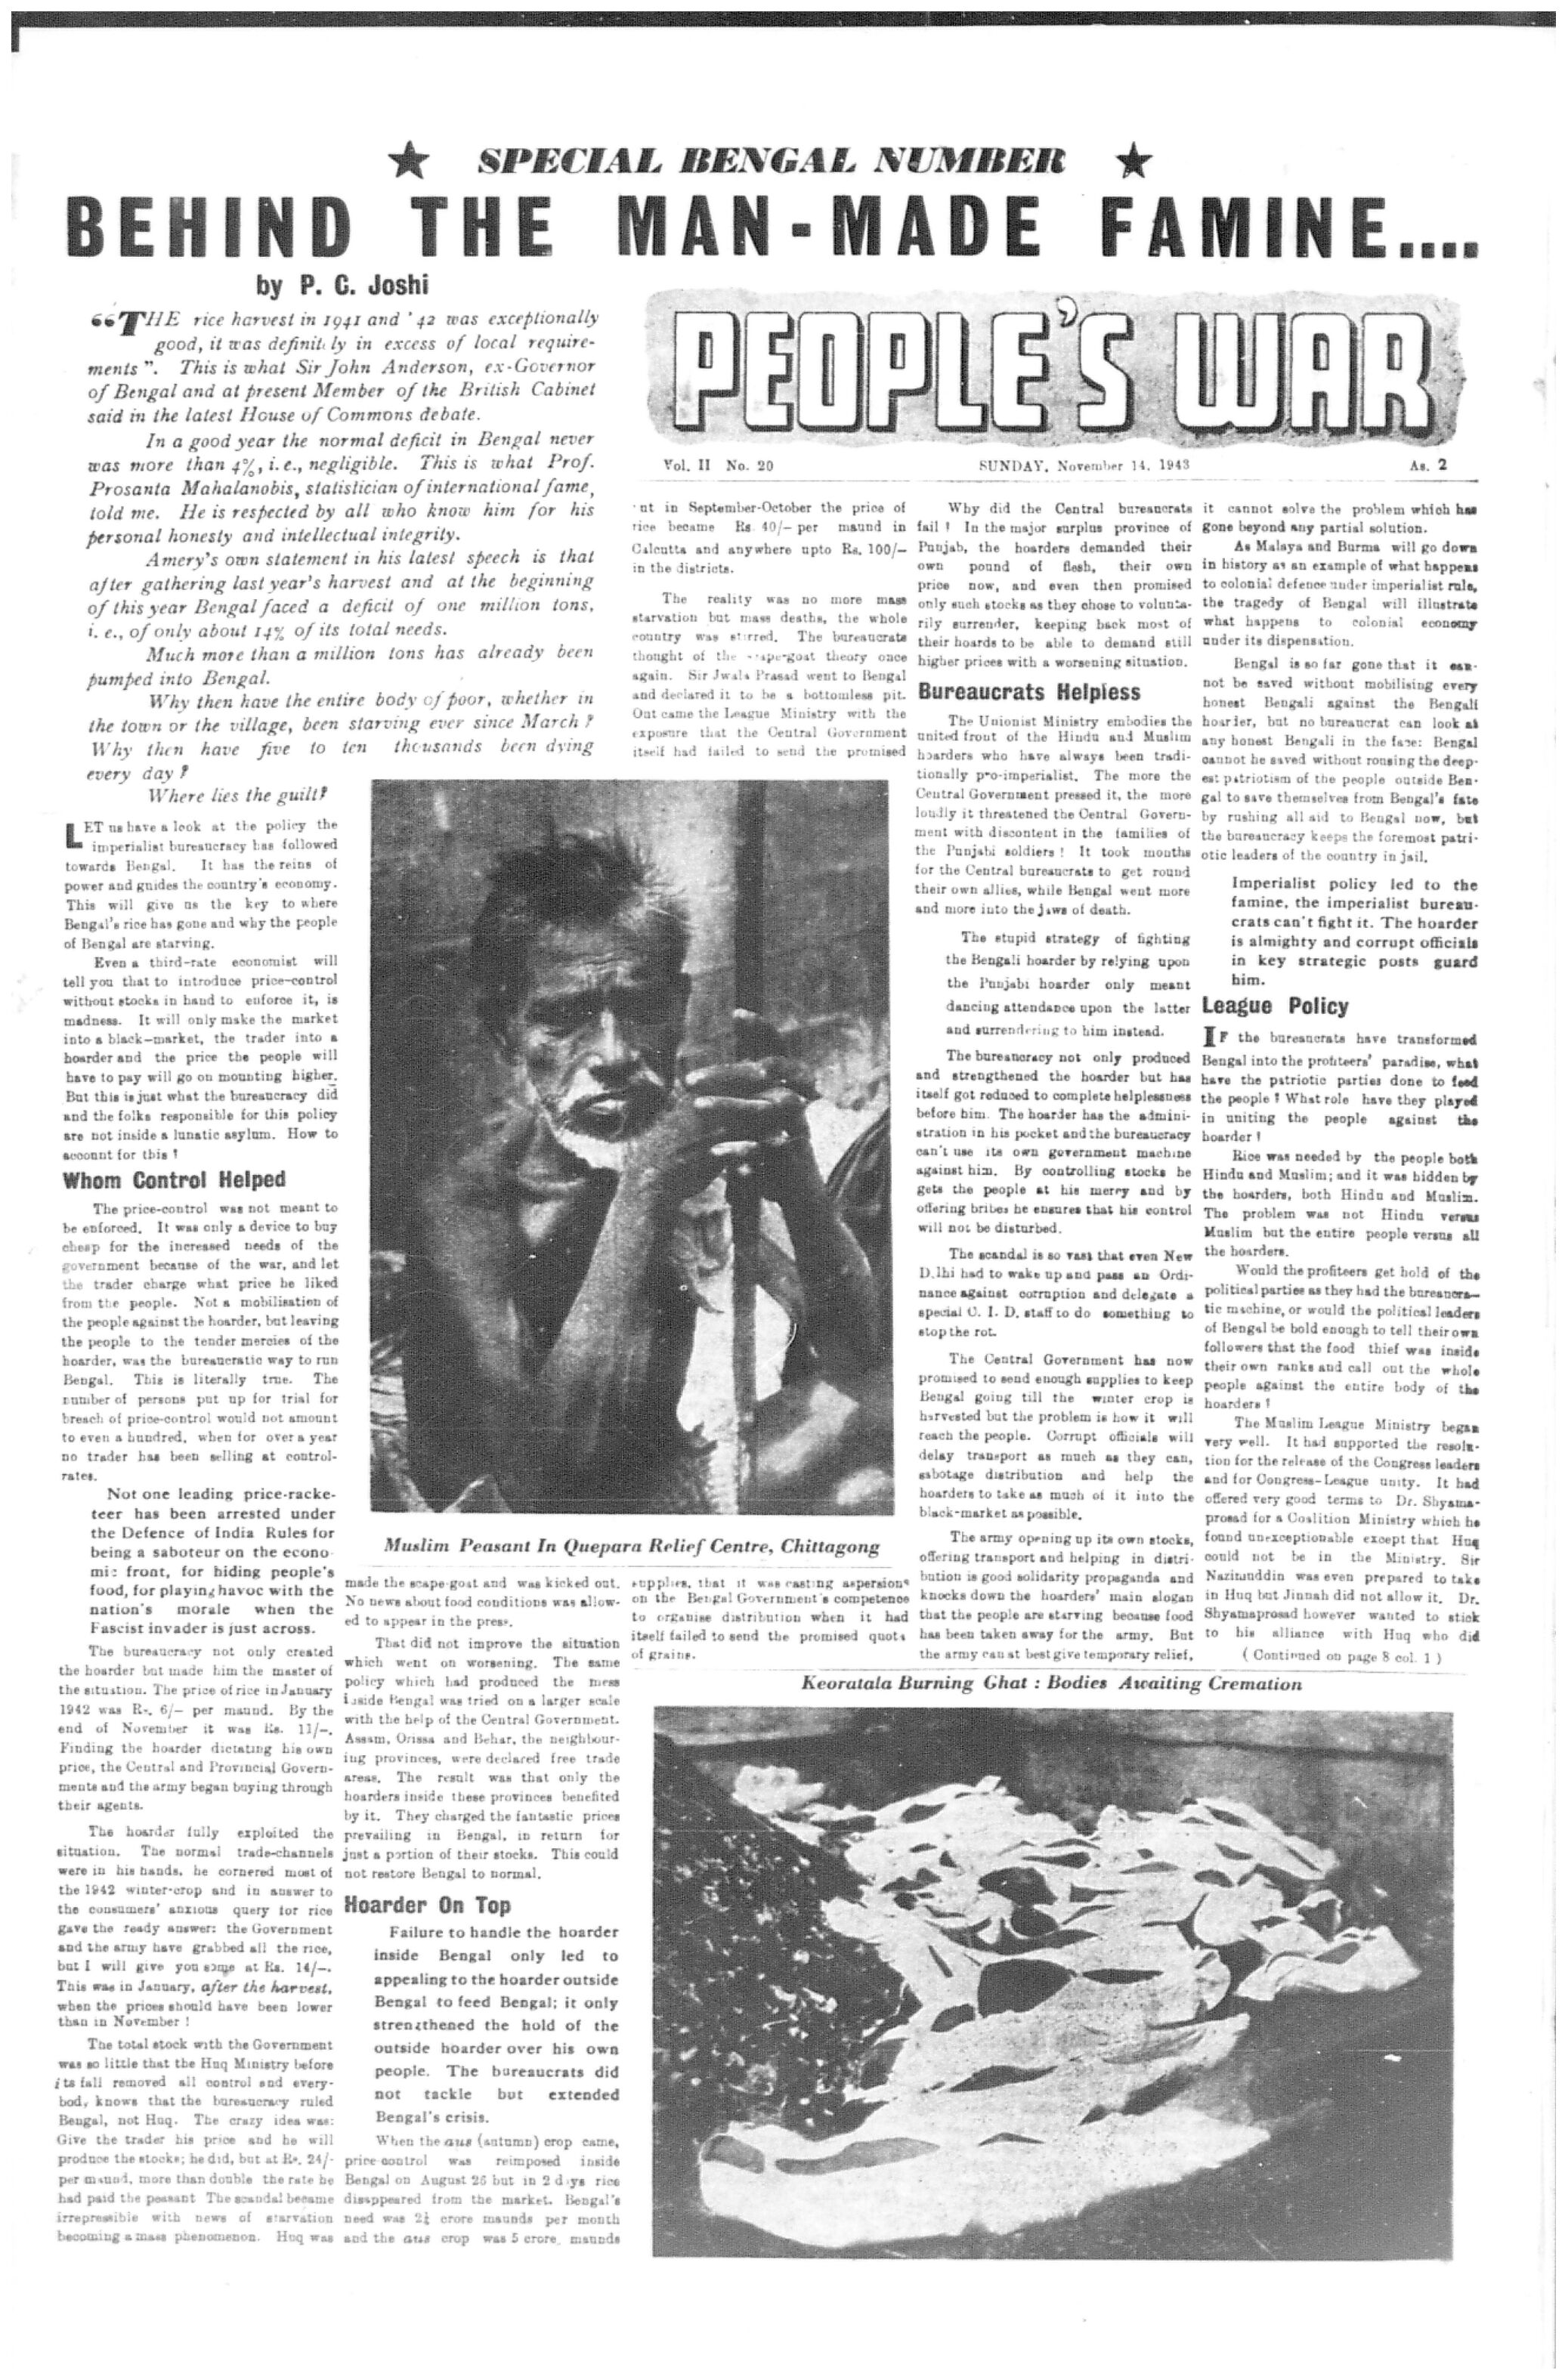 ★ SPECIAL BENGAL NUMBER ★
BEHIND THE MAN-MADE FAMINE....
by P. C. Joshi
“THE rice harvest in 1941 and '42 was exceptionally
good, it was definitely in excess of local require-
ments”. This is what Sir John Anderson, ex-Governor
of Bengal and at present Member of the British Cabinet
said in the latest House of Commons debate.
In a good year the normal deficit in Bengal never
was more than 4%, i.e., negligible. This is what Prof.
Prosanta Mahalanobis, statistician of international fame,
told me. He is respected by all who know him for his
personal honesty and intellectual integrity.
Amery's own statement in his latest speech is that
after gathering last year's harvest and at the beginning
of this year Bengal faced a deficit of one million tons,
i. e., of only about 14% of its total needs.
Much more than a million tons has already been
pumped into Bengal.
Why then have the entire body of poor, whether in
the town or the village, been starving ever since March ?
Why then have five to ten thousands been dying
every day ?
Where lies the guilt?
LET us have a look at the policy the
imperialist bureaucracy has followed
towards Bengal. It has the reins of
power and guides the country's economy.
This will give us the key to where
Bengal's rice has gone and why the people
of Bengal are starving.
Even a third-rate economist will
tell you that to introduce price-control
without stocks in hand to enforce it, is
madness. It will only make the market
into a black-market, the trader into a
hoarder and the price the people will
have to pay will go on mounting higher.
But this is just what the bureaucracy did
and the folks responsible for this policy
are not inside a lunatic asylum. How to
account for this ?
Whom Control Helped
The price-control was not meant to
be enforced. It was only a device to buy
cheap for the increased needs of the
government because of the war, and let
the trader charge what price he liked
from the people. Not a mobilisation of
the people against the hoarder, but leaving
the people to the tender mercies of the
hoarder, was the bureaucratic way to run
Bengal. This is literally true. The
number of persons put up for trial for
breach of price-control would not amount
to even a hundred, when for over a year
no trader has been selling at control-
rates.
Not one leading price-racke-
teer has been arrested under
the Defence of India Rules for
being a saboteur on the econo-
mic front, for hiding people's
food, for playing havoc with the
nation's morale when the
Fascist invader is just across.
The bureaucracy not only created
the hoarder but made him the master of
the situation. The price of rice in January
1942 was Rs. 6/— per maund. By the
end of November it was Rs. 11/—.
Finding the hoarder dictating his own
price, the Central and Provincial Govern-
ments and the army began buying through
their agents.
The hoarder fully exploited the
situation. The normal trade-channels
were in his hands, he cornered most of
the 1942 winter-crop and in answer to
the consumers' anxious query for rice
gave the ready answer: the Government
and the army have grabbed all the rice,
but I will give you some at Rs. 14/—.
This was in January, after the harvest,
when the prices should have been lower
than in November !
The total stock with the Government
was so little that the Huq Ministry before
its fall removed all control and every-
body knows that the bureaucracy ruled
Bengal, not Huq. The crazy idea was:
Give the trader his price and he will
produce the stocks; he did, but at Rs. 24/-
per maund, more than double the rate he
had paid the peasant The scandal became
irrepressible with news of starvation
becoming a mass phenomenon. Huq was
Muslim Peasant In Quepara Relief Centre, Chittagong
made the scape-goat and was kicked out.
No news about food conditions was allow-
ed to appear in the press.
That did not improve the situation
which went on worsening. The same
policy which had produced the mess
inside Bengal was tried on a larger scale
with the help of the Central Government.
Assam, Orissa and Behar, the neighbour-
ing provinces, were declared free trade
areas. The result was that only the
hoarders inside these provinces benefited
by it. They charged the fantastic prices
prevailing in Bengal, in return for
just a portion of their stocks. This could
not restore Bengal to normal.
Hoarder On Top
Failure to handle the hoarder
inside Bengal only led to
appealing to the hoarder outside
Bengal to feed Bengal; it only
strengthened the hold of the
outside hoarder over his own
people. The bureaucrats did
not tackle but extended
Bengal's crisis.
When the aus (autumn) crop came,
price-control was reimposed inside
Bengal on August 26 but in 2 days rice
disappeared from the market. Bengal's
need was 2½ crore maunds per month
and the aus crop was 5 crore maunds
PEOPLE'S WAR
Vol. II No. 20 SUNDAY, November 14, 1943 As. 2
in September-October the price of
rice became Rs 40/— per maund in
Calcutta and anywhere upto Rs. 100/—
in the districts.
The reality was no more mass
starvation but mass deaths, the whole
country was stirred. The bureaucrats
thought of the scape-goat theory once
again. Sir Jwala Prasad went to Bengal
and declared it to be a bottomless pit.
Out came the League Ministry with the
exposure that the Central Government
itself had failed to send the promised
supplies, that it was casting aspersions
on the Bengal Government's competence
to organise distribution when it had
itself failed to send the promised quota
of grains.
Why did the Central bureaucrats
fail ? In the major surplus province of
Punjab, the hoarders demanded their
own pound of flesh, their own
price now, and even then promised
only such stocks as they chose to volunta-
rily surrender, keeping back most of
their hoards to be able to demand still
higher prices with a worsening situation.
Bureaucrats Helpless
The Unionist Ministry embodies the
united front of the Hindu and Muslim
hoarders who have always been tradi-
tionally pro-imperialist. The more the
Central Government pressed it, the more
loudly it threatened the Central Govern-
ment with discontent in the families of
the Punjabi soldiers ! It took months
for the Central bureaucrats to get round
their own allies, while Bengal went more
and more into the jaws of death.
The stupid strategy of fighting
the Bengali hoarder by relying upon
the Punjabi hoarder only meant
dancing attendance upon the latter
and surrendering to him instead.
The bureaucracy not only produced
and strengthened the hoarder but has
itself got reduced to complete helplessness
before him. The hoarder has the admini-
stration in his pocket and the bureaucracy
can't use its own government machine
against him. By controlling stocks he
gets the people at his mercy and by
offering bribes he ensures that his control
will not be disturbed.
The scandal is so vast that even New
Delhi had to wake up and pass an Ordi-
nance against corruption and delegate a
special C. I. D. staff to do something to
stop the rot.
The Central Government has now
promised to send enough supplies to keep
Bengal going till the winter crop is
harvested but the problem is how it will
reach the people. Corrupt officials will
delay transport as much as they can,
sabotage distribution and help the
hoarders to take as much of it into the
black-market as possible.
The army opening up its own stocks,
offering transport and helping in distri-
bution is good solidarity propaganda and
knocks down the hoarders' main slogan
that the people are starving because food
has been taken away for the army. But
the army can at best give temporary relief,
it cannot solve the problem which has
gone beyond any partial solution.
As Malaya and Burma will go down
in history as an example of what happens
to colonial defence under imperialist rule,
the tragedy of Bengal will illustrate
what happens to colonial economy
under its dispensation.
Bengal is so far gone that it can-
not be saved without mobilising every
honest Bengali against the Bengali
hoarder, but no bureaucrat can look at
any honest Bengali in the face: Bengal
cannot be saved without rousing the deep-
est patriotism of the people outside Ben-
gal to save themselves from Bengal's fate
by rushing all aid to Bengal now, but
the bureaucracy keeps the foremost patri-
otic leaders of the country in jail.
Imperialist policy led to the
famine, the imperialist bureau-
crats can't fight it. The hoarder
is almighty and corrupt officials
in key strategic posts guard
him.
League Policy
IF the bureaucrats have transformed
Bengal into the profiteers' paradise, what
have the patriotic parties done to feed
the people ? What role have they played
in uniting the people against the
hoarder ?
Rice was needed by the people both
Hindu and Muslim; and it was hidden by
the hoarders, both Hindu and Muslim.
The problem was not Hindu versus
Muslim but the entire people versus all
the hoarders.
Would the profiteers get hold of the
political parties as they had the bureaucra-
tic machine, or would the political leaders
of Bengal be bold enough to tell their own
followers that the food thief was inside
their own ranks and call out the whole
people against the entire body of the
hoarders ?
The Muslim League Ministry began
very well. It had supported the resolu-
tion for the release of the Congress leaders
and for Congress-League unity. It had
offered very good terms to Dr. Shyama-
prosad for a Coalition Ministry which he
found unexceptionable except that Huq
could not be in the Ministry. Sir
Nazimuddin was even prepared to take
in Huq but Jinnah did not allow it. Dr.
Shyamaprosad however wanted to stick
to his alliance with Huq who did
( Continued on page 8 col. 1 )
Keoratala Burning Ghat : Bodies Awaiting Cremation